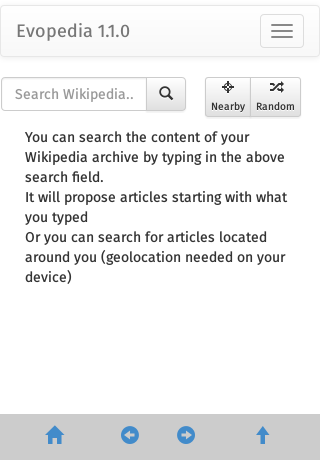 Evopedia 1.1.0
Search Wikipedia..
Nearby Random
You can search the content of your
Wikipedia archive by typing in the above
search field.
It will propose articles starting with what
you typed
Or you can search for articles located
around you (geolocation needed on your
device)